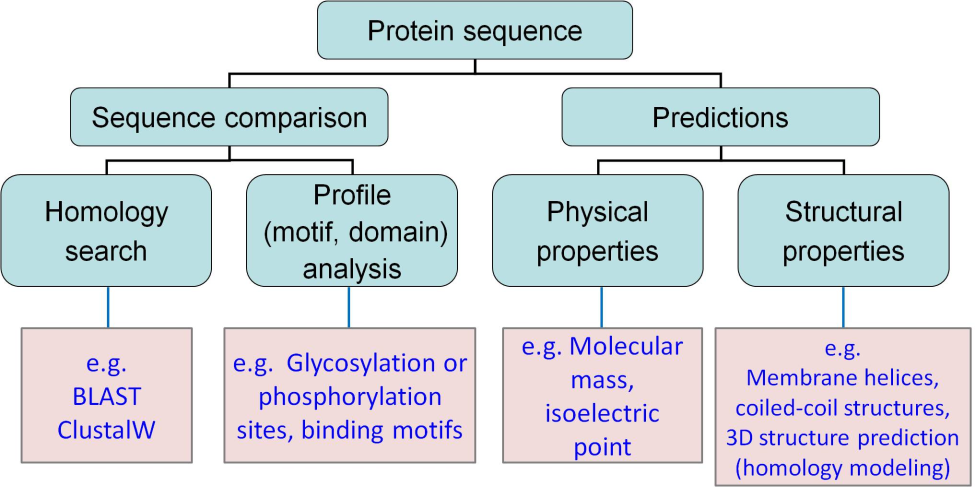 Protein sequence
Sequence comparison
Predictions
Homology
search
Profile
(motif, domain)
analysis
Physical
properties
Structural
properties
e.g.
BLAST
ClustalW
e.g. Glycosylation or
phosphorylation
sites, binding motifs
e.g. Molecular
mass,
isoelectric
point
e.g.
Membrane helices,
coiled-coil structures,
3D structure prediction
(homology modeling)